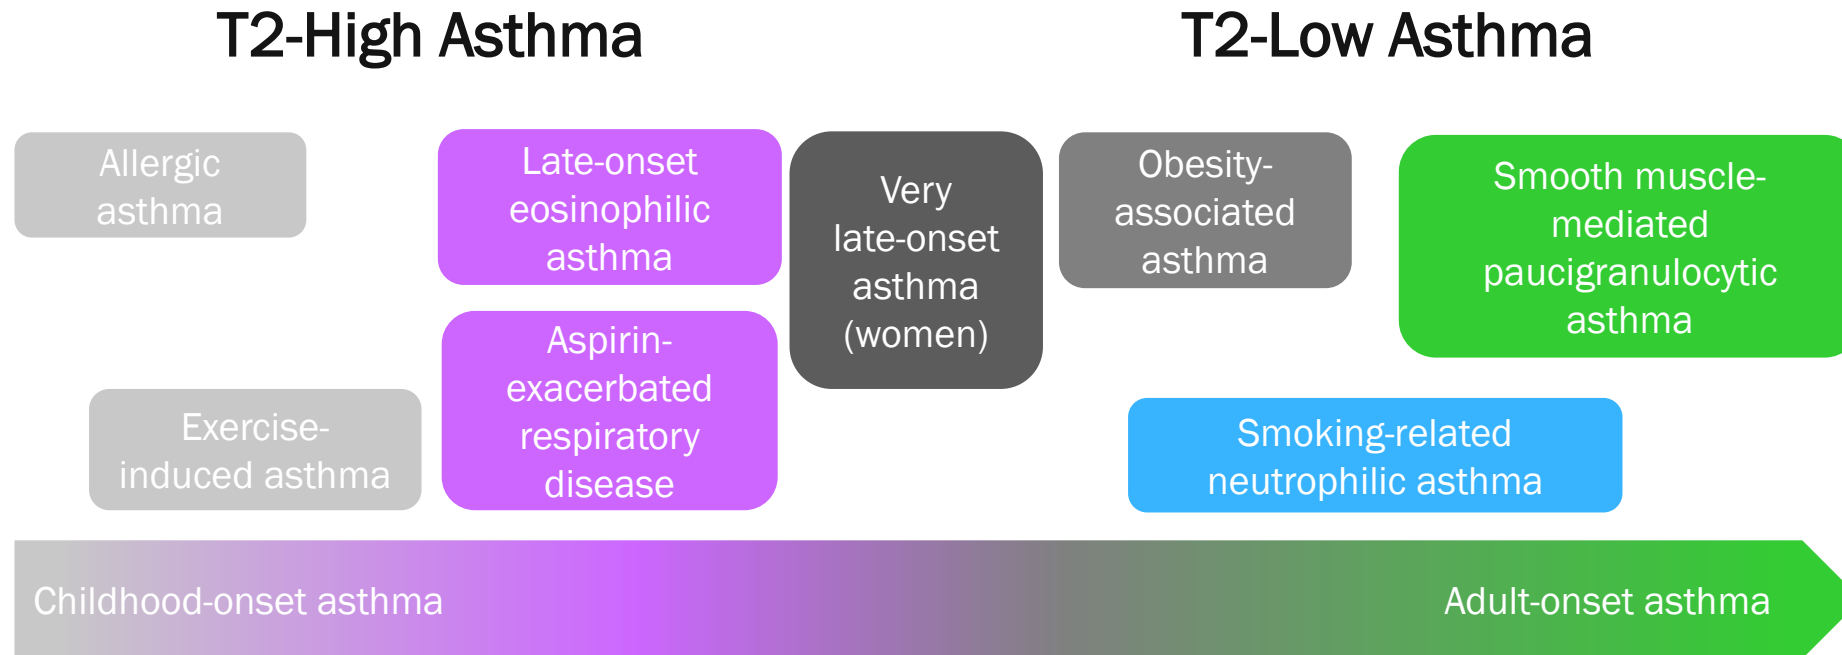 T2-High Asthma
T2-Low Asthma
Allergic
asthma
Late-onset
eosinophilic
asthma
Very
late-onset
asthma
(women)
Obesity-
associated
asthma
Smooth muscle-
mediated
paucigranulocytic
asthma
Exercise-
induced asthma
Aspirin-
exacerbated
respiratory
disease
Smoking-related
neutrophilic asthma
Childhood-onset asthma
Adult-onset asthma